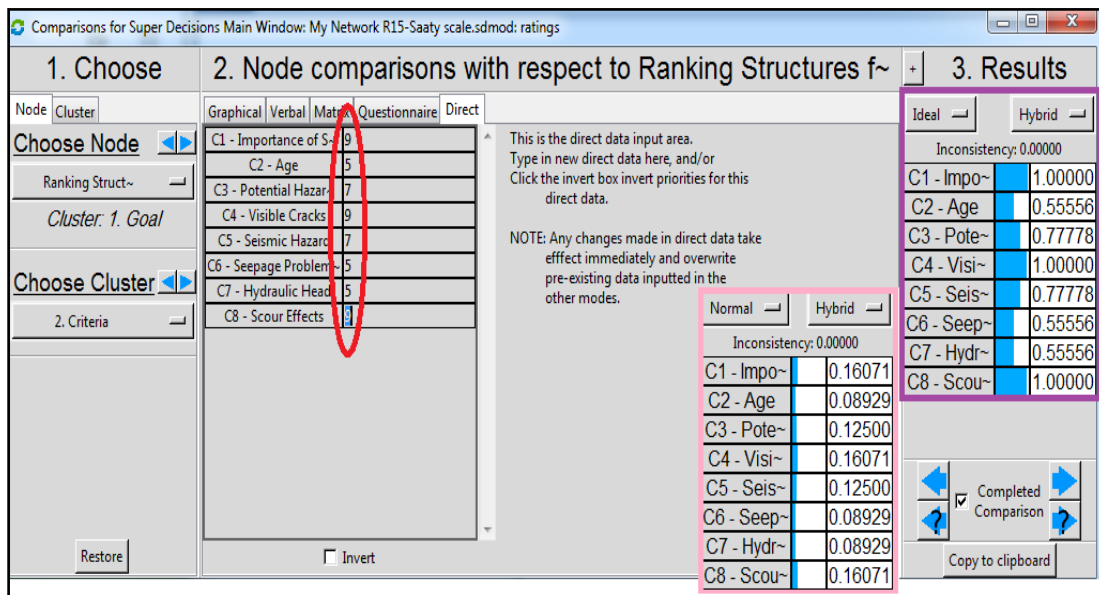 Comparisons for Super Decisions Main Window: My Network R15-Saaty scale.sdmod: ratings
1. Choose
Node Cluster
Choose Node
Ranking Struct~
Cluster: 1. Goal
Choose Cluster
2. Criteria
Restore
2. Node comparisons with respect to Ranking Structures f~
Graphical Verbal Matrix Questionnaire Direct
C1 - Importance of S~ 9
C2 - Age 5
C3 - Potential Hazar~ 7
C4 - Visible Cracks 9
C5 - Seismic Hazard 7
C6 - Seepage Problem~ 5
C7 - Hydraulic Head 5
C8 - Scour Effects 9
Invert
This is the direct data input area.
Type in new direct data here, and/or
Click the invert box invert priorities for this
direct data.
NOTE: Any changes made in direct data take
efffect immediately and overwrite
pre-existing data inputted in the
other modes.
Normal Hybrid
Inconsistency: 0.00000
C1 - Impo~ 0.16071
C2 - Age 0.08929
C3 - Pote~ 0.12500
C4 - Visi~ 0.16071
C5 - Seis~ 0.12500
C6 - Seep~ 0.08929
C7 - Hydr~ 0.08929
C8 - Scou~ 0.16071
+ 3. Results
Ideal Hybrid
Inconsistency: 0.00000
C1 - Impo~ 1.00000
C2 - Age 0.55556
C3 - Pote~ 0.77778
C4 - Visi~ 1.00000
C5 - Seis~ 0.77778
C6 - Seep~ 0.55556
C7 - Hydr~ 0.55556
C8 - Scou~ 1.00000
Completed
Comparison
? ?
Copy to clipboard